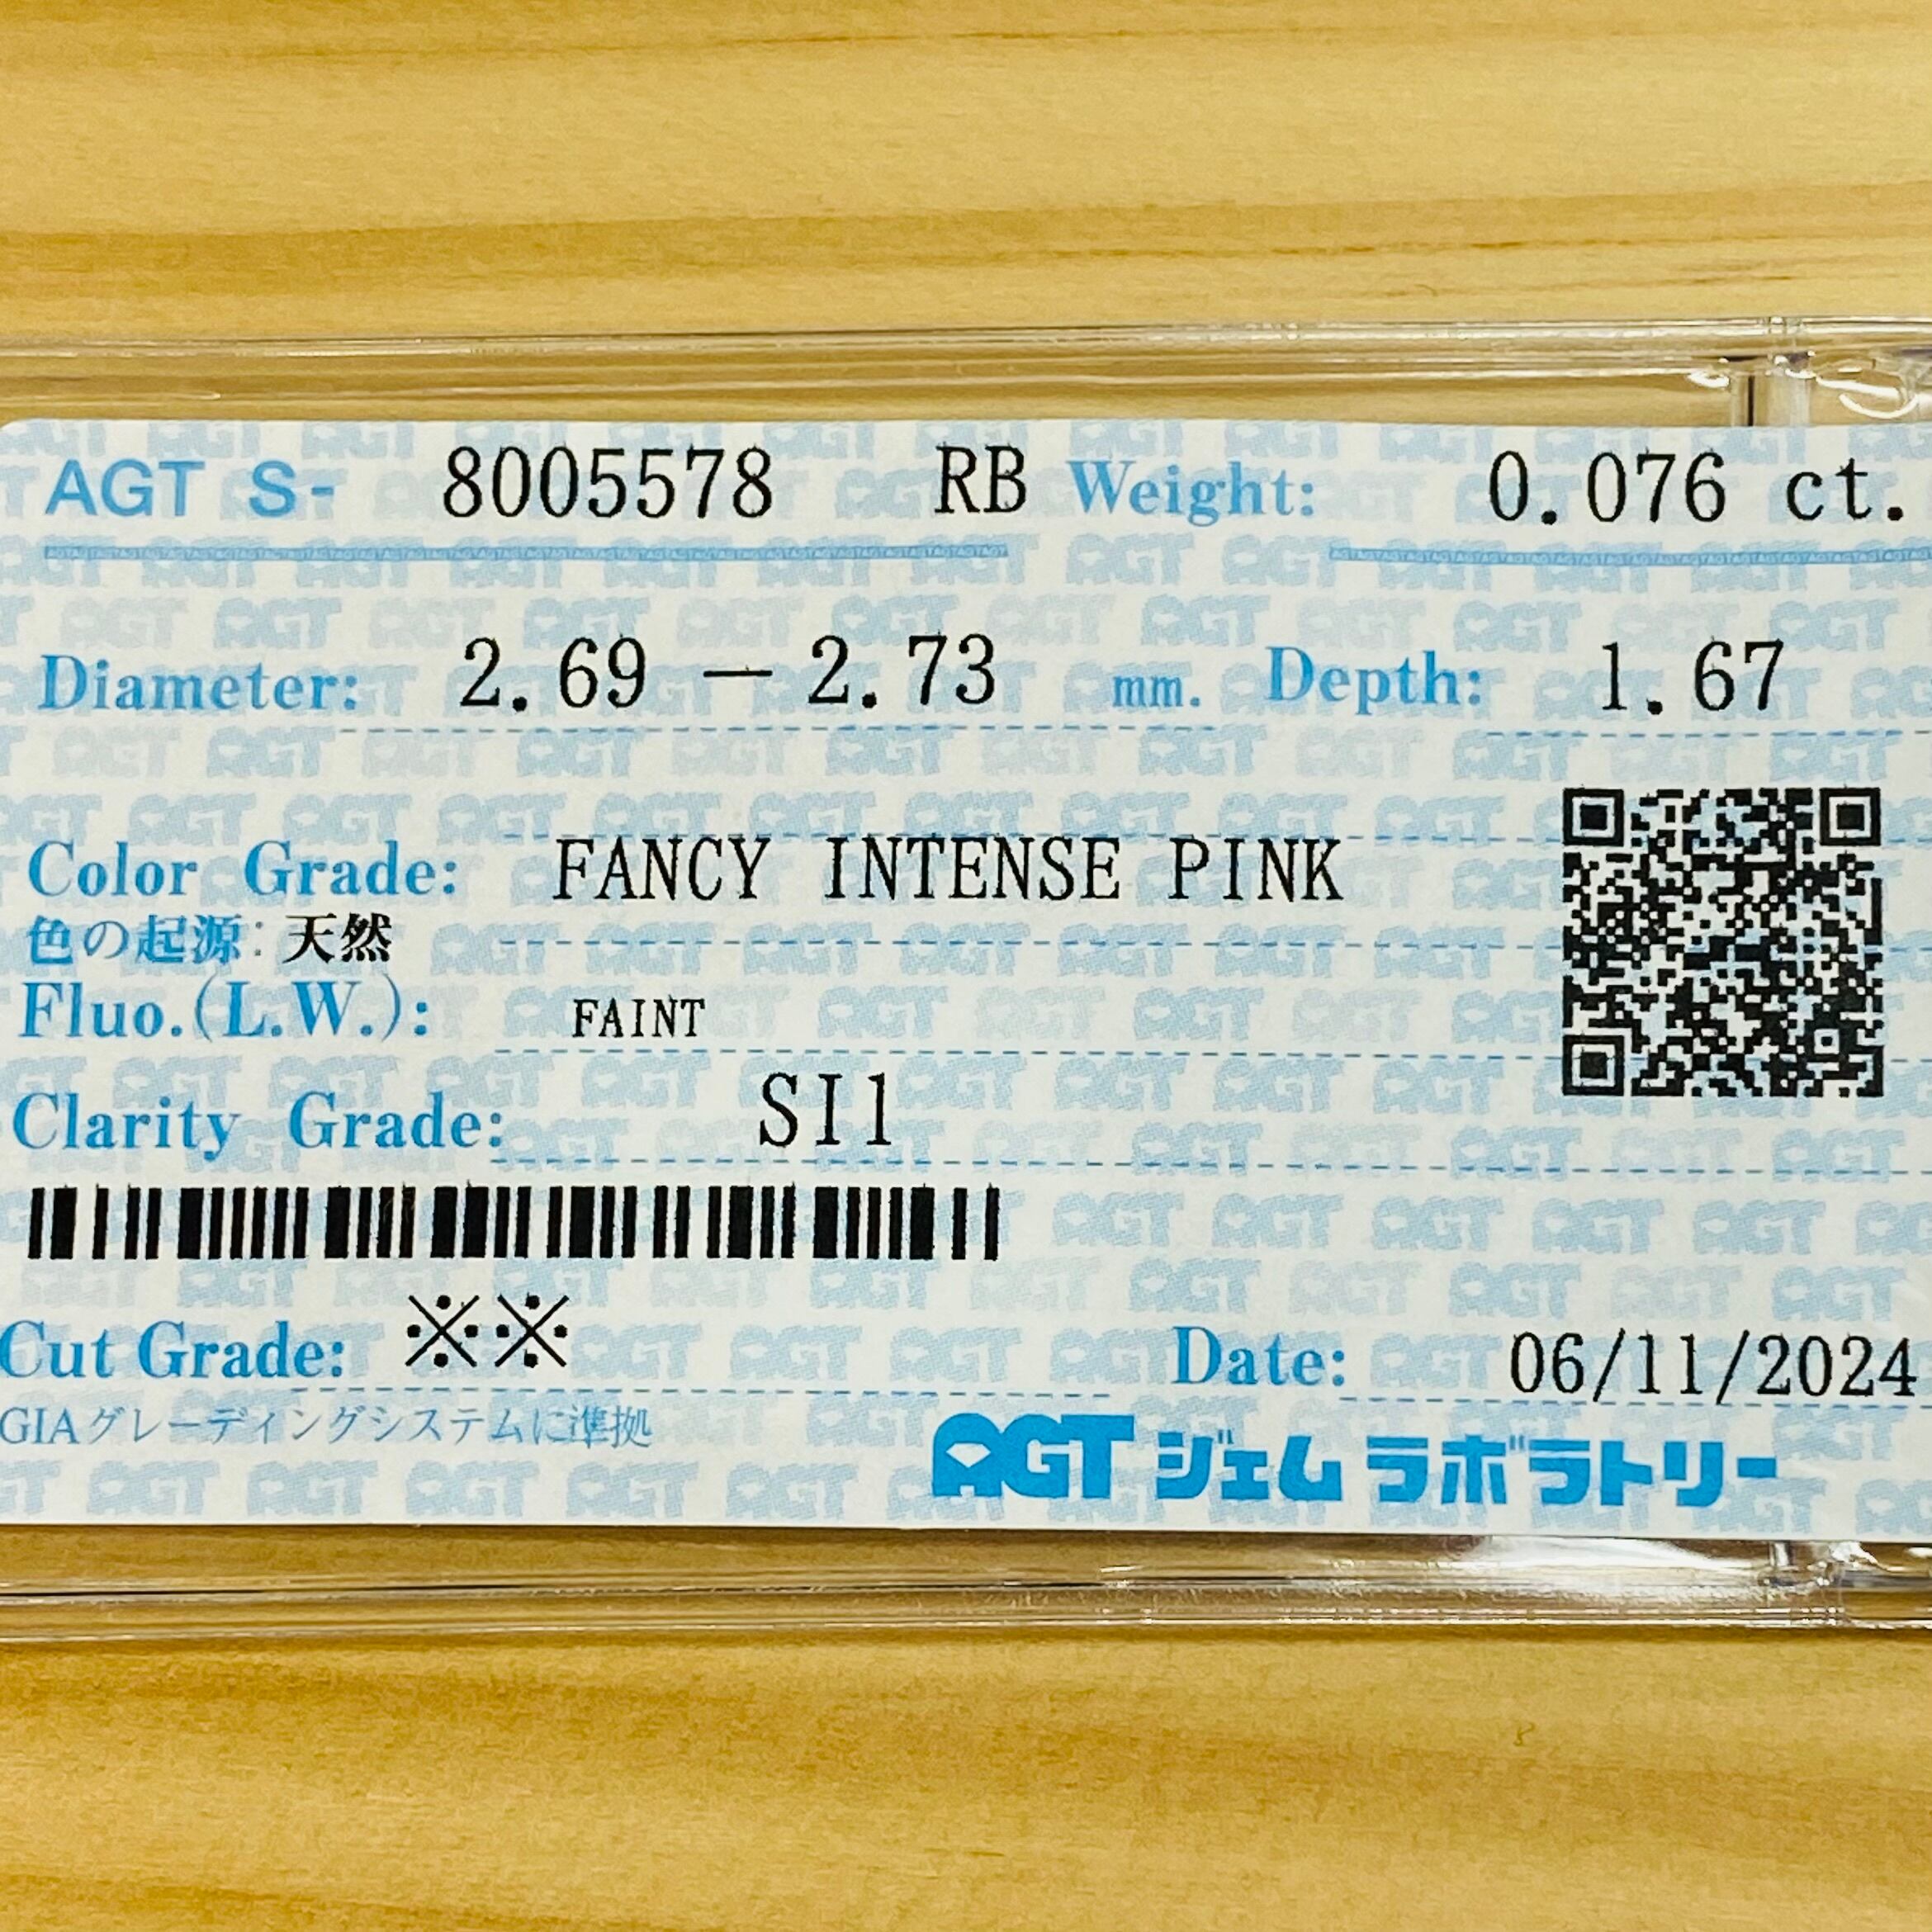 AGT S- 8005578 RB Weight: 0.076 ct.
Diameter: 2.69 － 2.73 mm. Depth: 1.67
Color Grade: FANCY INTENSE PINK
色の起源: 天然
Fluo.(L.W.): FAINT
Clarity Grade: SI1
Cut Grade: ※※ Date: 06/11/2024
GIAグレーディングシステムに準拠
AGT ジェム ラボラトリー